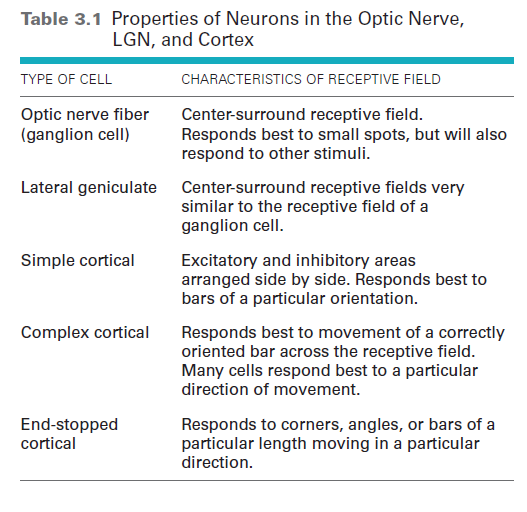 Table 3.1 Properties of Neurons in the Optic Nerve,
LGN, and Cortex
TYPE OF CELL CHARACTERISTICS OF RECEPTIVE FIELD
Optic nerve fiber Center-surround receptive field.
(ganglion cell) Responds best to small spots, but will also
respond to other stimuli.
Lateral geniculate Center-surround receptive fields very
similar to the receptive field of a
ganglion cell.
Simple cortical Excitatory and inhibitory areas
arranged side by side. Responds best to
bars of a particular orientation.
Complex cortical Responds best to movement of a correctly
oriented bar across the receptive field.
Many cells respond best to a particular
direction of movement.
End-stopped Responds to corners, angles, or bars of a
cortical particular length moving in a particular
direction.